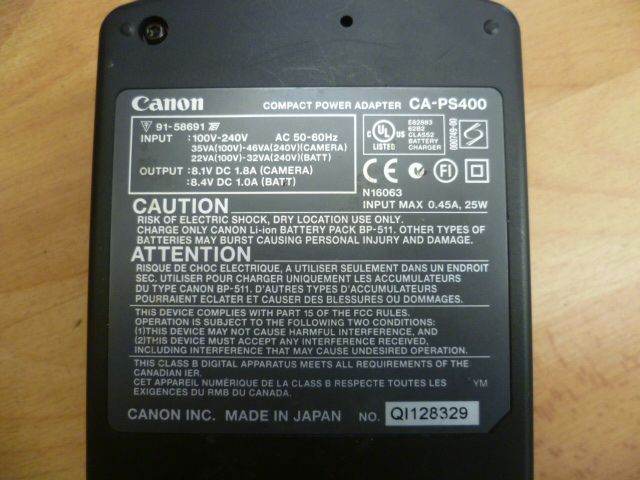 Canon COMPACT POWER ADAPTER CA-PS400
91-58691
INPUT : 100V-240V AC 50-60Hz
35VA(100V)-46VA(240V)(CAMERA)
22VA(100V)-32VA(240V)(BATT)
OUTPUT : 8.1V DC 1.8A (CAMERA)
8.4V DC 1.0A (BATT)
UL
LISTED
E82883
62B2
CLASS2
BATTERY
CHARGER
000749-00
CE FI
N16063
INPUT MAX 0.45A, 25W
CAUTION
RISK OF ELECTRIC SHOCK, DRY LOCATION USE ONLY.
CHARGE ONLY CANON Li-ion BATTERY PACK BP-511. OTHER TYPES OF
BATTERIES MAY BURST CAUSING PERSONAL INJURY AND DAMAGE.
ATTENTION
RISQUE DE CHOC ELECTRIQUE, A UTILISER SEULEMENT DANS UN ENDROIT
SEC. UTILISER POUR CHARGER UNIQUEMENT LES ACCUMULATEURS
DU TYPE CANON BP-511. D'AUTRES TYPES D'ACCUMULATEURS
POURRAIENT ECLATER ET CAUSER DES BLESSURES OU DOMMAGES.
THIS DEVICE COMPLIES WITH PART 15 OF THE FCC RULES.
OPERATION IS SUBJECT TO THE FOLLOWING TWO CONDITIONS:
(1)THIS DEVICE MAY NOT CAUSE HARMFUL INTERFERENCE, AND
(2)THIS DEVICE MUST ACCEPT ANY INTERFERENCE RECEIVED,
INCLUDING INTERFERENCE THAT MAY CAUSE UNDESIRED OPERATION.
THIS CLASS B DIGITAL APPARATUS MEETS ALL REQUIREMENTS OF THE
CANADIAN IER.
CET APPAREIL NUMÉRIQUE DE LA CLASS B RESPECTE TOUTES LES YM
EXIGENCES DU RMB DU CANADA.
CANON INC. MADE IN JAPAN NO. QI128329